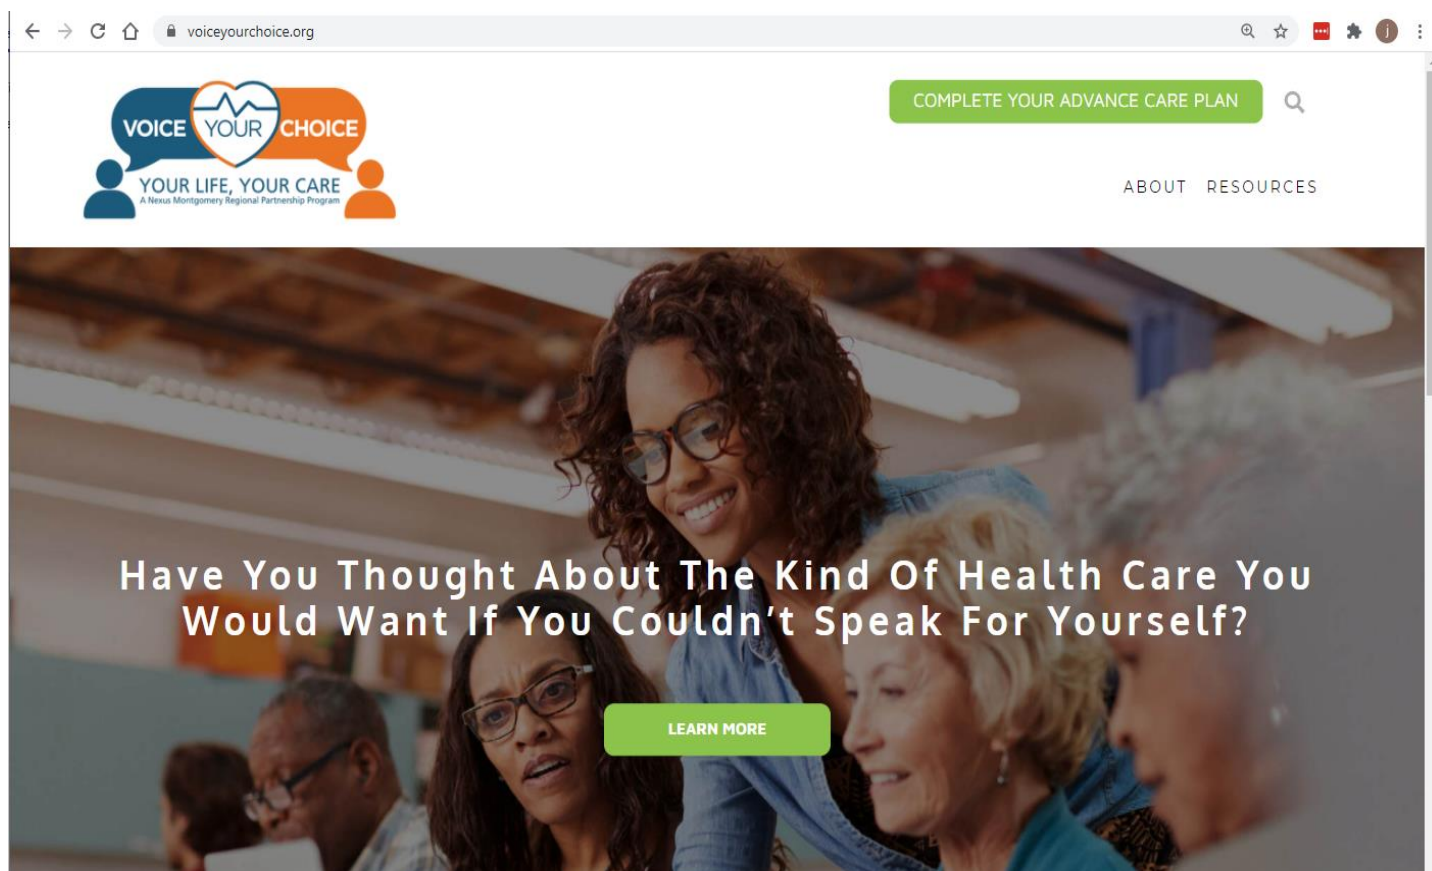 voiceyourchoice.org
j
VOICE YOUR CHOICE
YOUR LIFE, YOUR CARE
A Nexus Montgomery Regional Partnership Program
COMPLETE YOUR ADVANCE CARE PLAN
ABOUT RESOURCES
Have You Thought About The Kind Of Health Care You
Would Want If You Couldn't Speak For Yourself?
LEARN MORE